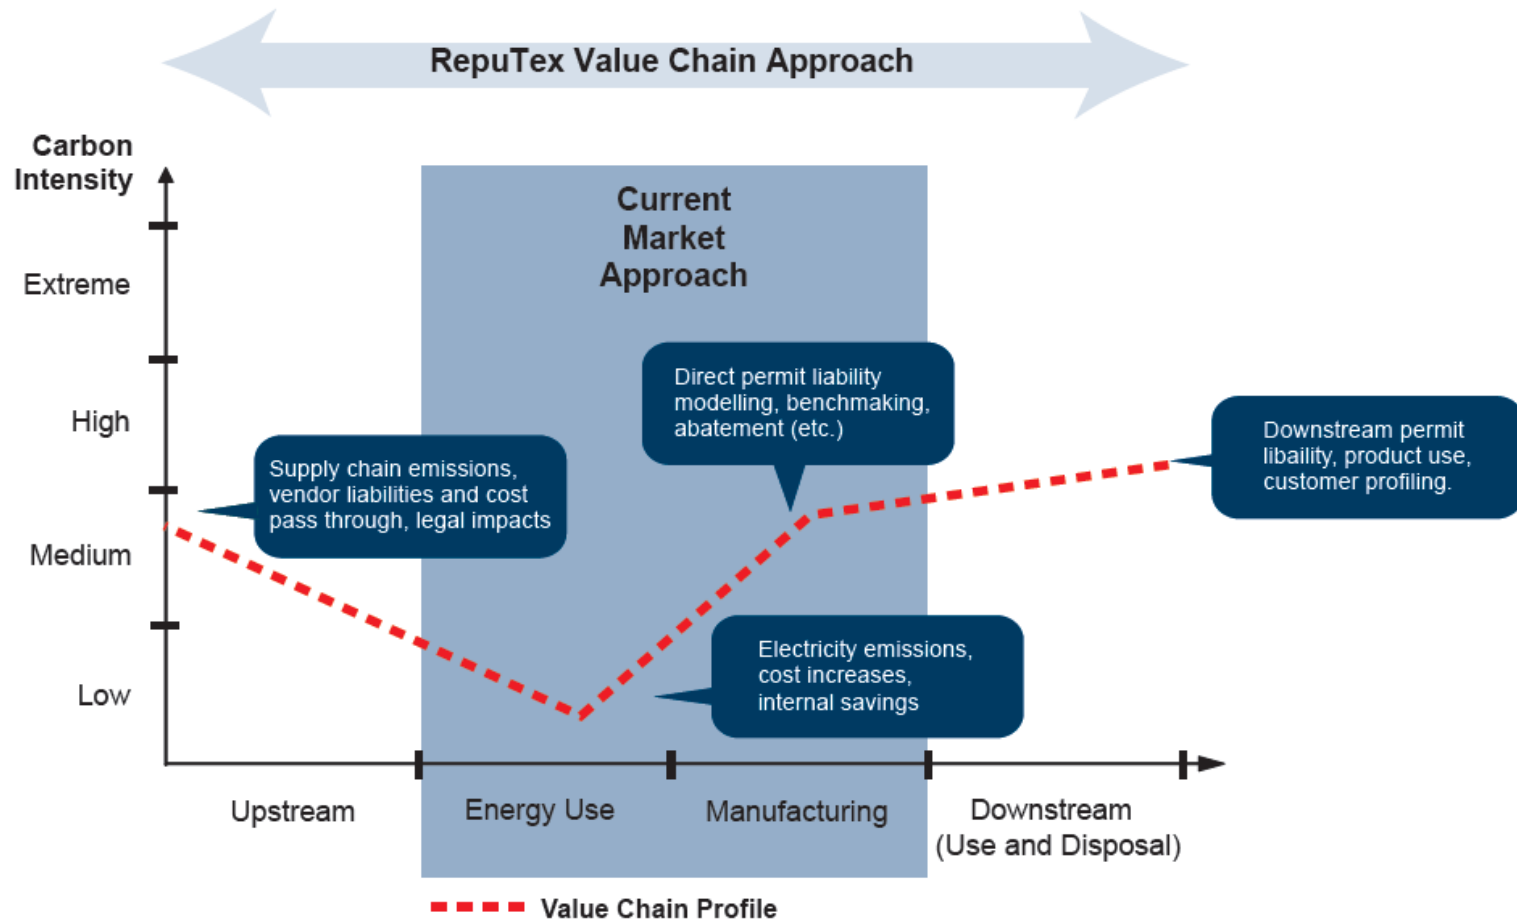 RepuTex Value Chain Approach
Carbon
Intensity
Current
Market
Approach
Extreme
High
Medium
Low
Supply chain emissions,
vendor liabilities and cost
pass through, legal impacts
Direct permit liability
modelling, benchmaking,
abatement (etc.)
Downstream permit
libaility, product use,
customer profiling.
Electricity emissions,
cost increases,
internal savings
Upstream
Energy Use
Manufacturing
Downstream
(Use and Disposal)
Value Chain Profile